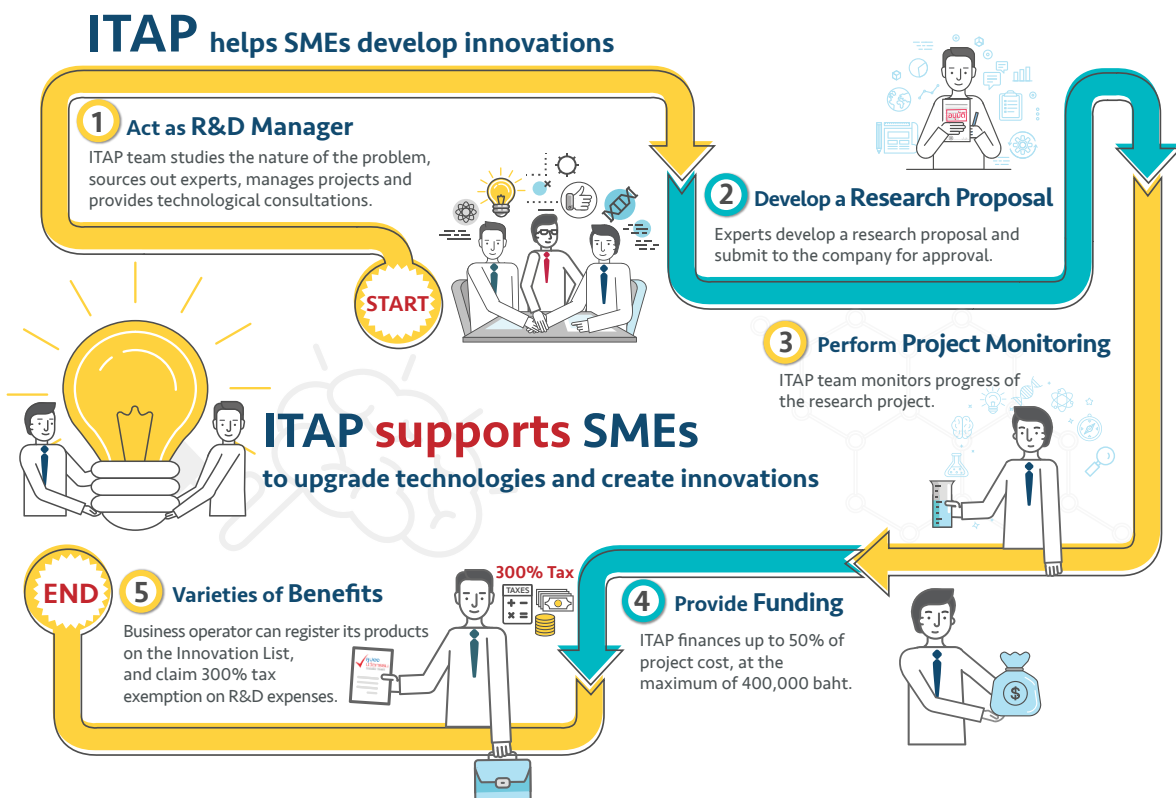 ITAP helps SMEs develop innovations
1 Act as R&D Manager
ITAP team studies the nature of the problem,
sources out experts, manages projects and
provides technological consultations.
START
อนุมัติ
2 Develop a Research Proposal
Experts develop a research proposal and
submit to the company for approval.
3 Perform Project Monitoring
ITAP team monitors progress of
the research project.
ITAP supports SMEs
to upgrade technologies and create innovations
4 Provide Funding
ITAP finances up to 50% of
project cost, at the
maximum of 400,000 baht.
$
300% Tax
TAXES
END
5 Varieties of Benefits
Business operator can register its products
on the Innovation List,
and claim 300% tax
exemption on R&D expenses.